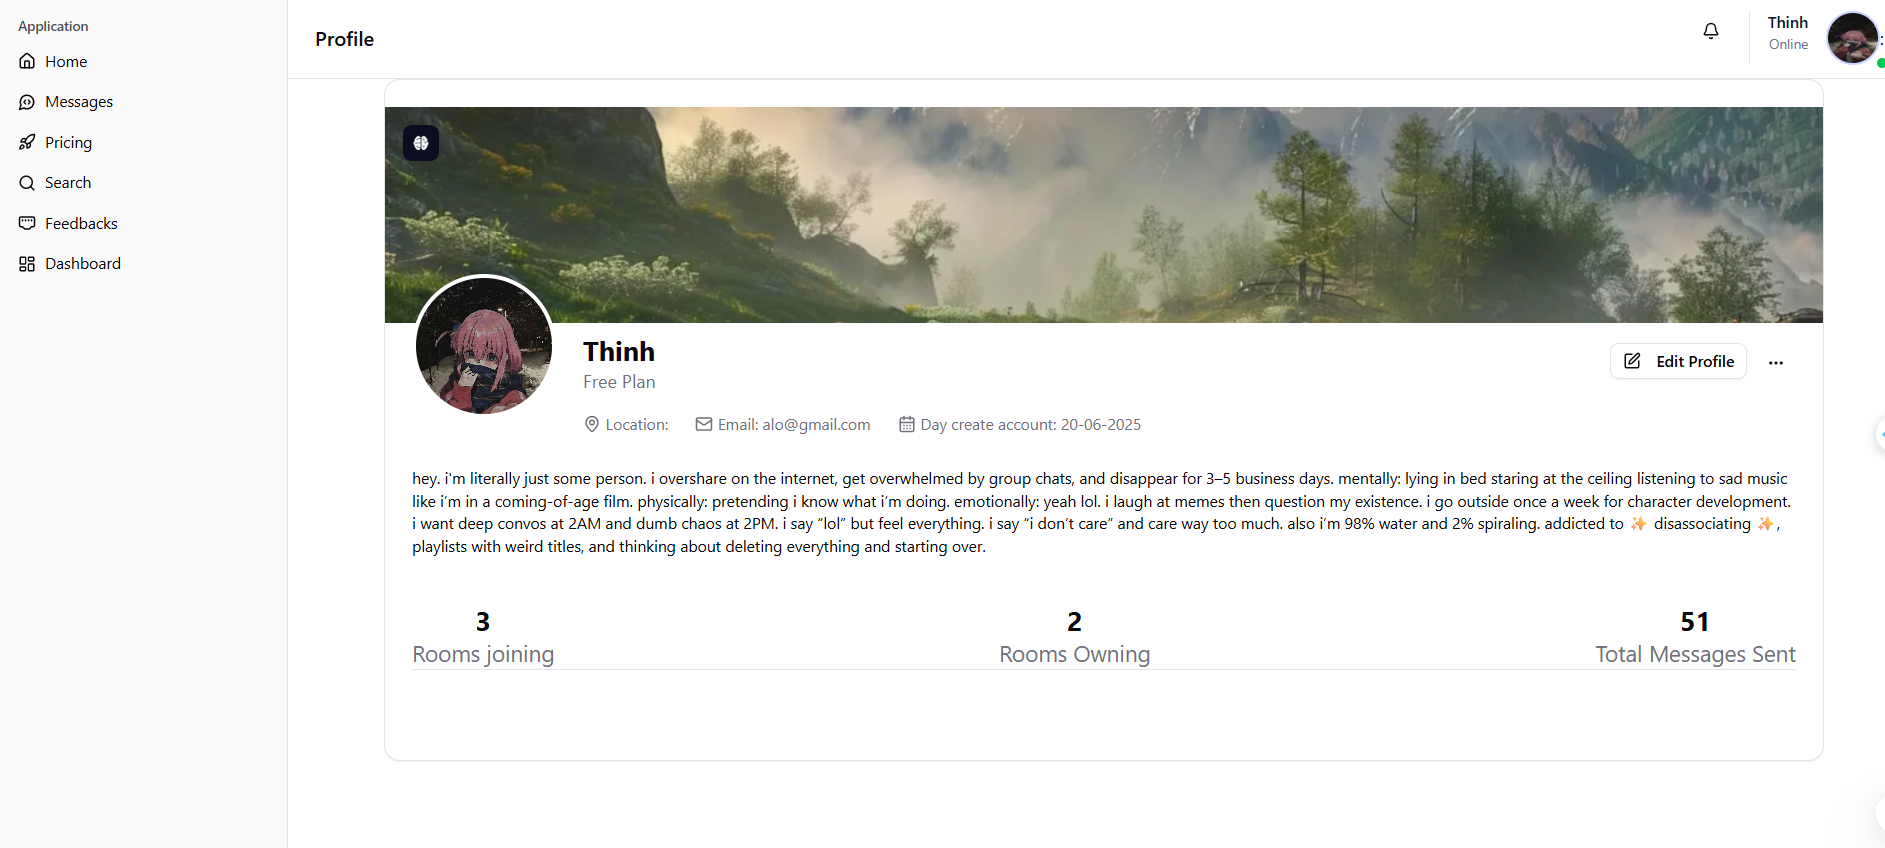 Application
Home
Messages
Pricing
Search
Feedbacks
Dashboard
Profile
Thinh
Online
Thinh
Free Plan
Edit Profile
Location:
Email: alo@gmail.com
Day create account: 20-06-2025
hey. i'm literally just some person. i overshare on the internet, get overwhelmed by group chats, and disappear for 3–5 business days. mentally: lying in bed staring at the ceiling listening to sad music
like i'm in a coming-of-age film. physically: pretending i know what i'm doing. emotionally: yeah lol. i laugh at memes then question my existence. i go outside once a week for character development.
i want deep convos at 2AM and dumb chaos at 2PM. i say “lol” but feel everything. i say “i don't care” and care way too much. also i'm 98% water and 2% spiraling. addicted to ✨ disassociating ✨,
playlists with weird titles, and thinking about deleting everything and starting over.
3
Rooms joining
2
Rooms Owning
51
Total Messages Sent